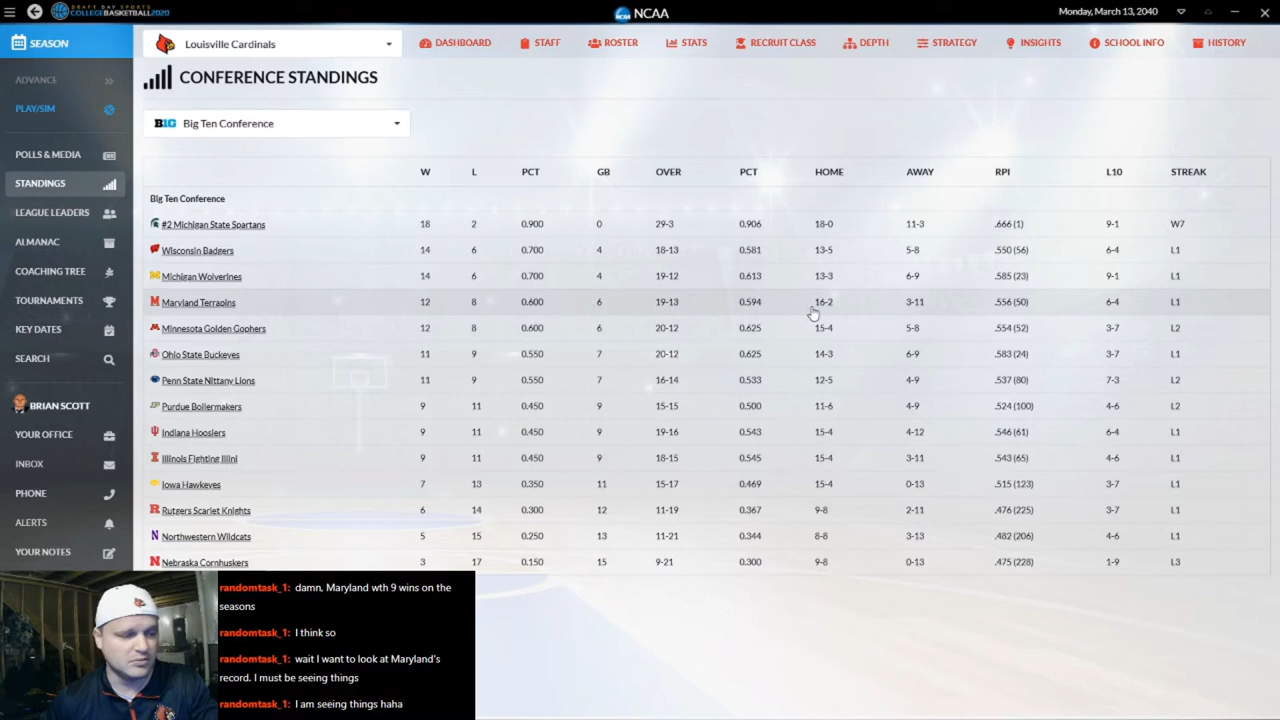 DRAFT DAY SPORTS
COLLEGE BASKETBALL 2020
NCAA
Monday, March 13, 2040
SEASON
Louisville Cardinals
DASHBOARD STAFF ROSTER STATS RECRUIT CLASS DEPTH STRATEGY INSIGHTS SCHOOL INFO HISTORY
ADVANCE
CONFERENCE STANDINGS
PLAY/SIM
B1G Big Ten Conference
POLLS & MEDIA
STANDINGS
LEAGUE LEADERS
ALMANAC
COACHING TREE
TOURNAMENTS
KEY DATES
SEARCH
BRIAN SCOTT
YOUR OFFICE
INBOX
PHONE
ALERTS
YOUR NOTES
W L PCT GB OVER PCT HOME AWAY RPI L10 STREAK
Big Ten Conference
#2 Michigan State Spartans 18 2 0.900 0 29-3 0.906 18-0 11-3 .666 (1) 9-1 W7
Wisconsin Badgers 14 6 0.700 4 18-13 0.581 13-5 5-8 .550 (56) 6-4 L1
Michigan Wolverines 14 6 0.700 4 19-12 0.613 13-3 6-9 .585 (23) 9-1 L1
Maryland Terrapins 12 8 0.600 6 19-13 0.594 16-2 3-11 .556 (50) 6-4 L1
Minnesota Golden Gophers 12 8 0.600 6 20-12 0.625 15-4 5-8 .554 (52) 3-7 L2
Ohio State Buckeyes 11 9 0.550 7 20-12 0.625 14-3 6-9 .583 (24) 3-7 L1
Penn State Nittany Lions 11 9 0.550 7 16-14 0.533 12-5 4-9 .537 (80) 7-3 L2
Purdue Boilermakers 9 11 0.450 9 15-15 0.500 11-6 4-9 .524 (100) 4-6 L2
Indiana Hoosiers 9 11 0.450 9 19-16 0.543 15-4 4-12 .546 (61) 6-4 L1
Illinois Fighting Illini 9 11 0.450 9 18-15 0.545 15-4 3-11 .543 (65) 4-6 L1
Iowa Hawkeyes 7 13 0.350 11 15-17 0.469 15-4 0-13 .515 (123) 3-7 L1
Rutgers Scarlet Knights 6 14 0.300 12 11-19 0.367 9-8 2-11 .476 (225) 3-7 L1
Northwestern Wildcats 5 15 0.250 13 11-21 0.344 8-8 3-13 .482 (206) 4-6 L1
Nebraska Cornhuskers 3 17 0.150 15 9-21 0.300 9-8 0-13 .475 (228) 1-9 L3
randomtask_1: damn, Maryland wth 9 wins on the
seasons
randomtask_1: I think so
randomtask_1: wait I want to look at Maryland's
record. I must be seeing things
randomtask_1: I am seeing things haha